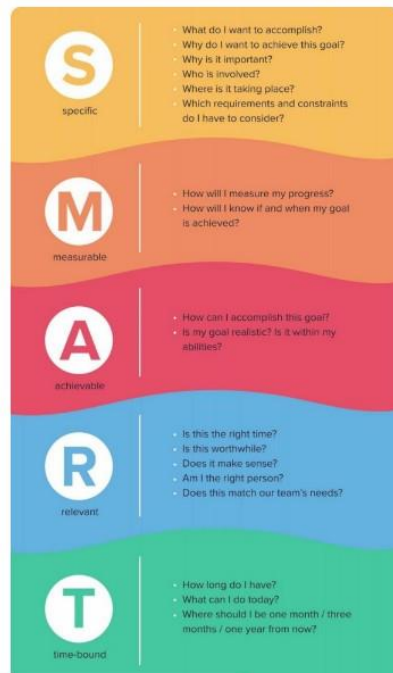 S
specific
• What do I want to accomplish?
• Why do I want to achieve this goal?
• Why is it important?
• Who is involved?
• Where is it taking place?
• Which requirements and constraints
do I have to consider?
M
measurable
• How will I measure my progress?
• How will I know if and when my goal
is achieved?
A
achievable
• How can I accomplish this goal?
• Is my goal realistic? Is it within my
abilities?
R
relevant
• Is this the right time?
• Is this worthwhile?
• Does it make sense?
• Am I the right person?
• Does this match our team's needs?
T
time-bound
• How long do I have?
• What can I do today?
• Where should I be one month / three
months / one year from now?